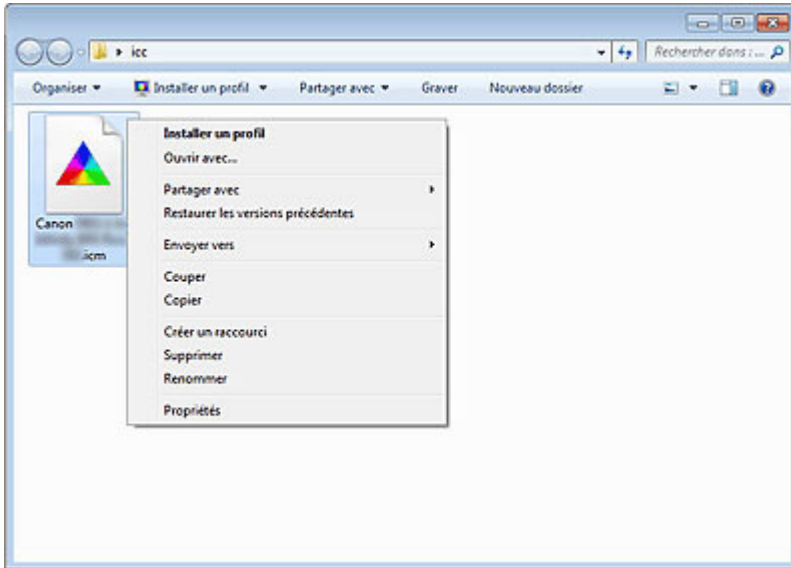 icc
Rechercher dans : ...
Organiser
Installer un profil
Partager avec
Graver
Nouveau dossier
Installer un profil
Ouvrir avec...
Partager avec
Restaurer les versions précédentes
Envoyer vers
Couper
Copier
Créer un raccourci
Supprimer
Renommer
Propriétés
Canon
.icm